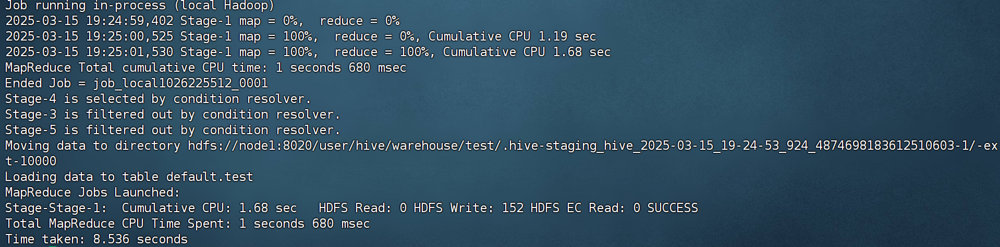 Job running in-process (local Hadoop)
2025-03-15 19:24:59,402 Stage-1 map = 0%,  reduce = 0%
2025-03-15 19:25:00,525 Stage-1 map = 100%,  reduce = 0%, Cumulative CPU 1.19 sec
2025-03-15 19:25:01,530 Stage-1 map = 100%,  reduce = 100%, Cumulative CPU 1.68 sec
MapReduce Total cumulative CPU time: 1 seconds 680 msec
Ended Job = job_local1026225512_0001
Stage-4 is selected by condition resolver.
Stage-3 is filtered out by condition resolver.
Stage-5 is filtered out by condition resolver.
Moving data to directory hdfs://node1:8020/user/hive/warehouse/test/.hive-staging_hive_2025-03-15_19-24-53_924_4874698183612510603-1/-ex
t-10000
Loading data to table default.test
MapReduce Jobs Launched:
Stage-Stage-1:  Cumulative CPU: 1.68 sec   HDFS Read: 0 HDFS Write: 152 HDFS EC Read: 0 SUCCESS
Total MapReduce CPU Time Spent: 1 seconds 680 msec
Time taken: 8.536 seconds